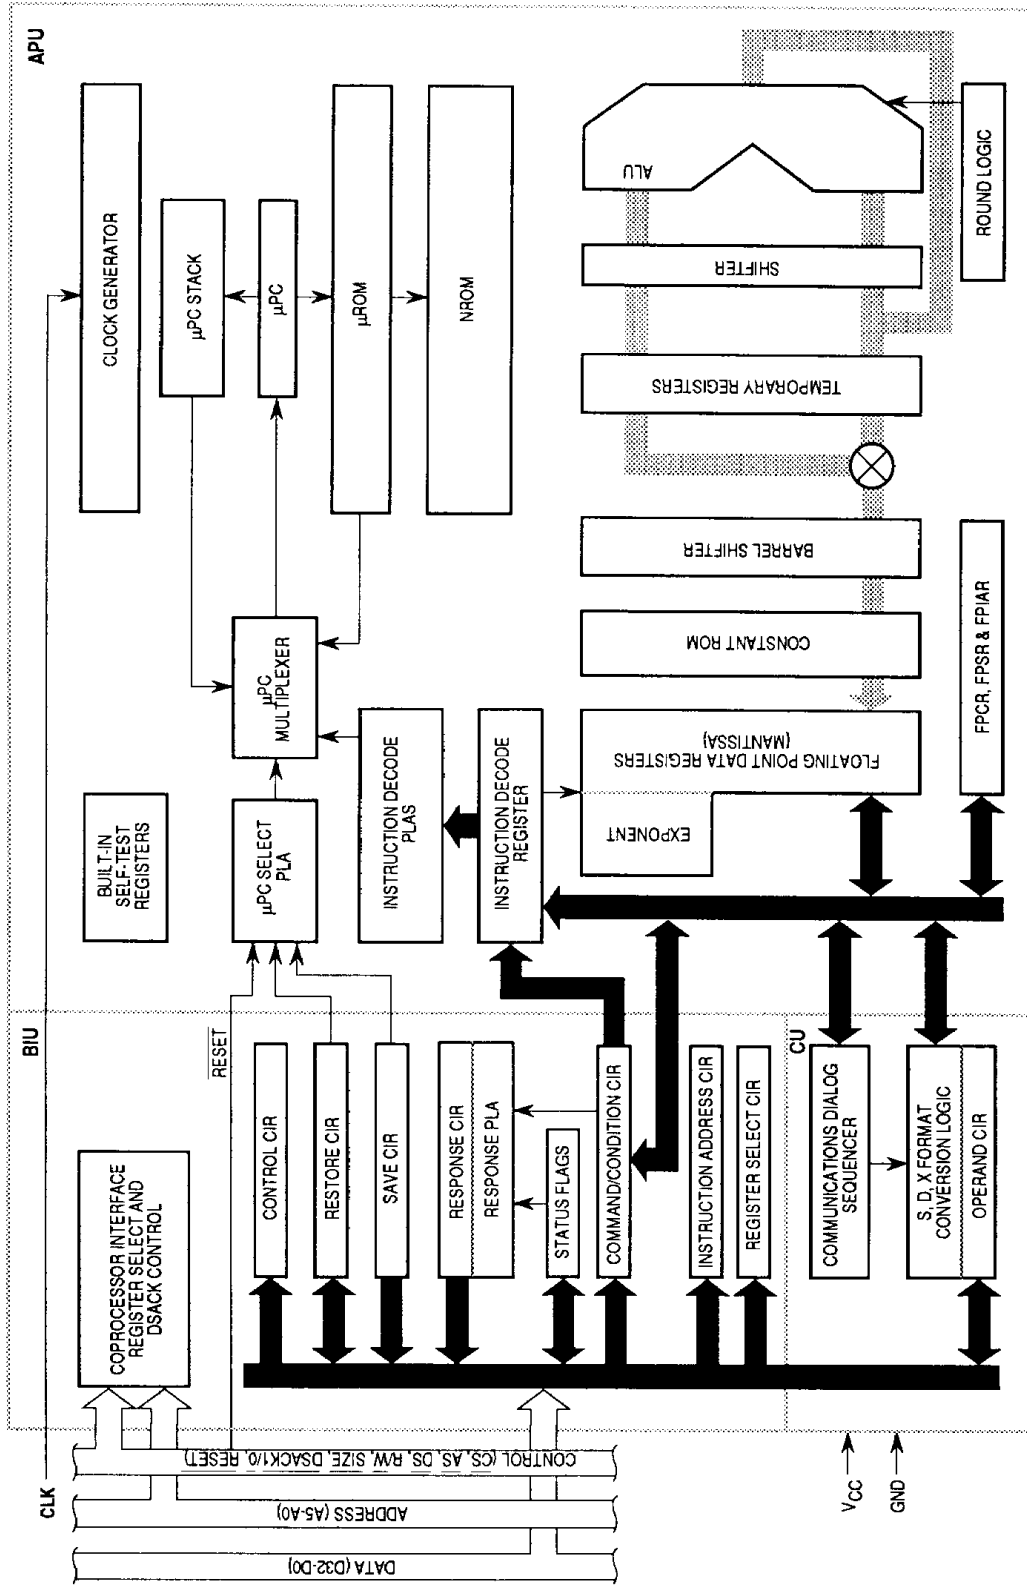 BIU
APU
CU
CLK
COPROCESSOR INTERFACE
REGISTER SELECT AND
DSACK CONTROL
BUILT-IN
SELF-TEST
REGISTERS
CLOCK GENERATOR
RESET
CONTROL CIR
RESTORE CIR
SAVE CIR
RESPONSE CIR
RESPONSE PLA
STATUS FLAGS
COMMAND/CONDITION CIR
INSTRUCTION ADDRESS CIR
REGISTER SELECT CIR
COMMUNICATIONS DIALOG
SEQUENCER
S, D, X FORMAT
CONVERSION LOGIC
OPERAND CIR
µPC SELECT
PLA
µPC
MULTIPLEXER
µPC STACK
µPC
µROM
NROM
INSTRUCTION DECODE
PLAS
INSTRUCTION DECODE
REGISTER
EXPONENT
FLOATING POINT DATA REGISTERS
(MANTISSA)
CONSTANT ROM
BARREL SHIFTER
TEMPORARY REGISTERS
SHIFTER
ALU
ROUND LOGIC
FPCR, FPSR & FPIAR
CONTROL (CS, AS, DS, R/W, SIZE, DSACK1/0, RESET)
ADDRESS (A5-A0)
DATA (D32-D0)
VCC
GND